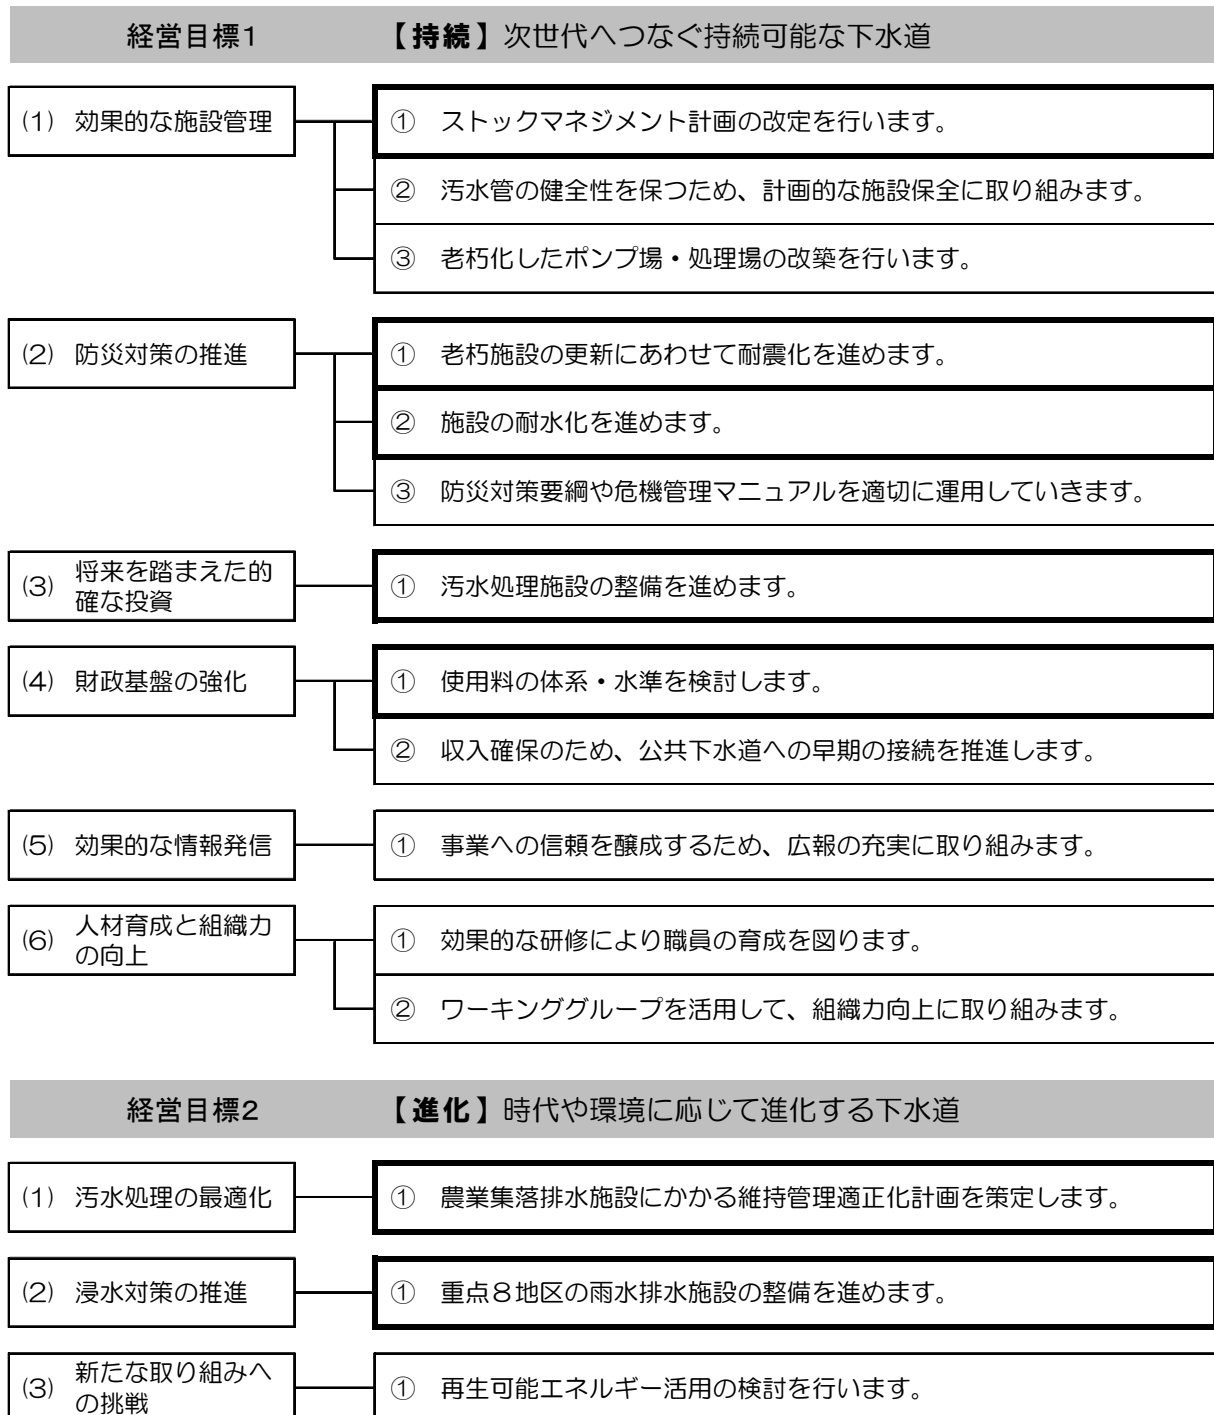 経営目標1 【持続】次世代へつなぐ持続可能な下水道
(1) 効果的な施設管理
① ストックマネジメント計画の改定を行います。
② 汚水管の健全性を保つため、計画的な施設保全に取り組みます。
③ 老朽化したポンプ場・処理場の改築を行います。
(2) 防災対策の推進
① 老朽施設の更新にあわせて耐震化を進めます。
② 施設の耐水化を進めます。
③ 防災対策要綱や危機管理マニュアルを適切に運用していきます。
(3) 将来を踏まえた的
確な投資
① 汚水処理施設の整備を進めます。
(4) 財政基盤の強化
① 使用料の体系・水準を検討します。
② 収入確保のため、公共下水道への早期の接続を推進します。
(5) 効果的な情報発信
① 事業への信頼を醸成するため、広報の充実に取り組みます。
(6) 人材育成と組織力
の向上
① 効果的な研修により職員の育成を図ります。
② ワーキンググループを活用して、組織力向上に取り組みます。
経営目標2 【進化】時代や環境に応じて進化する下水道
(1) 汚水処理の最適化
① 農業集落排水施設にかかる維持管理適正化計画を策定します。
(2) 浸水対策の推進
① 重点8地区の雨水排水施設の整備を進めます。
(3) 新たな取り組みへ
の挑戦
① 再生可能エネルギー活用の検討を行います。